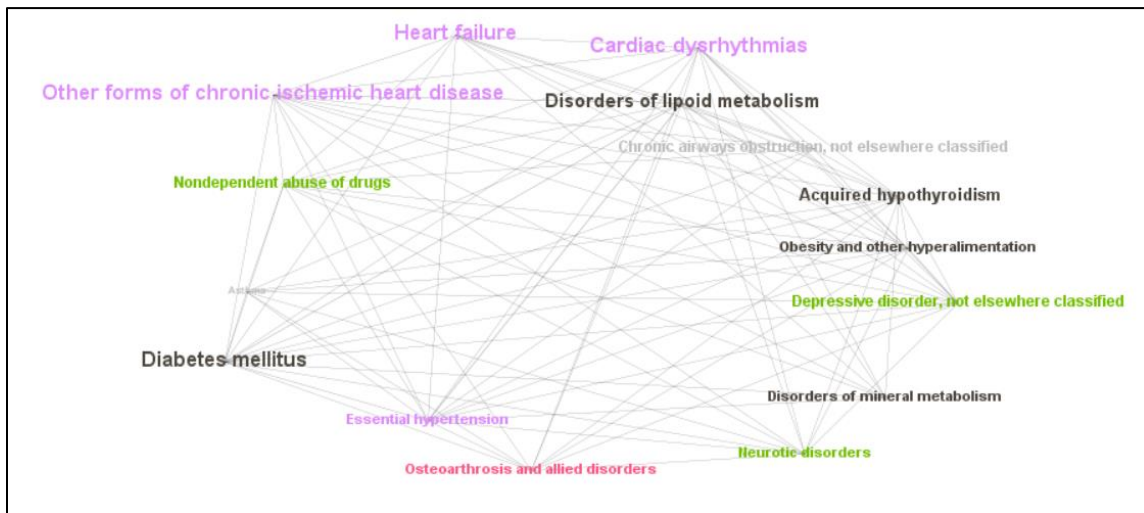 Heart failure
Cardiac dysrhythmias
Other forms of chronic ischemic heart disease
Disorders of lipoid metabolism
Chronic airways obstruction, not elsewhere classified
Nondependent abuse of drugs
Acquired hypothyroidism
Obesity and other hyperalimentation
Asthma
Depressive disorder, not elsewhere classified
Diabetes mellitus
Disorders of mineral metabolism
Essential hypertension
Neurotic disorders
Osteoarthrosis and allied disorders